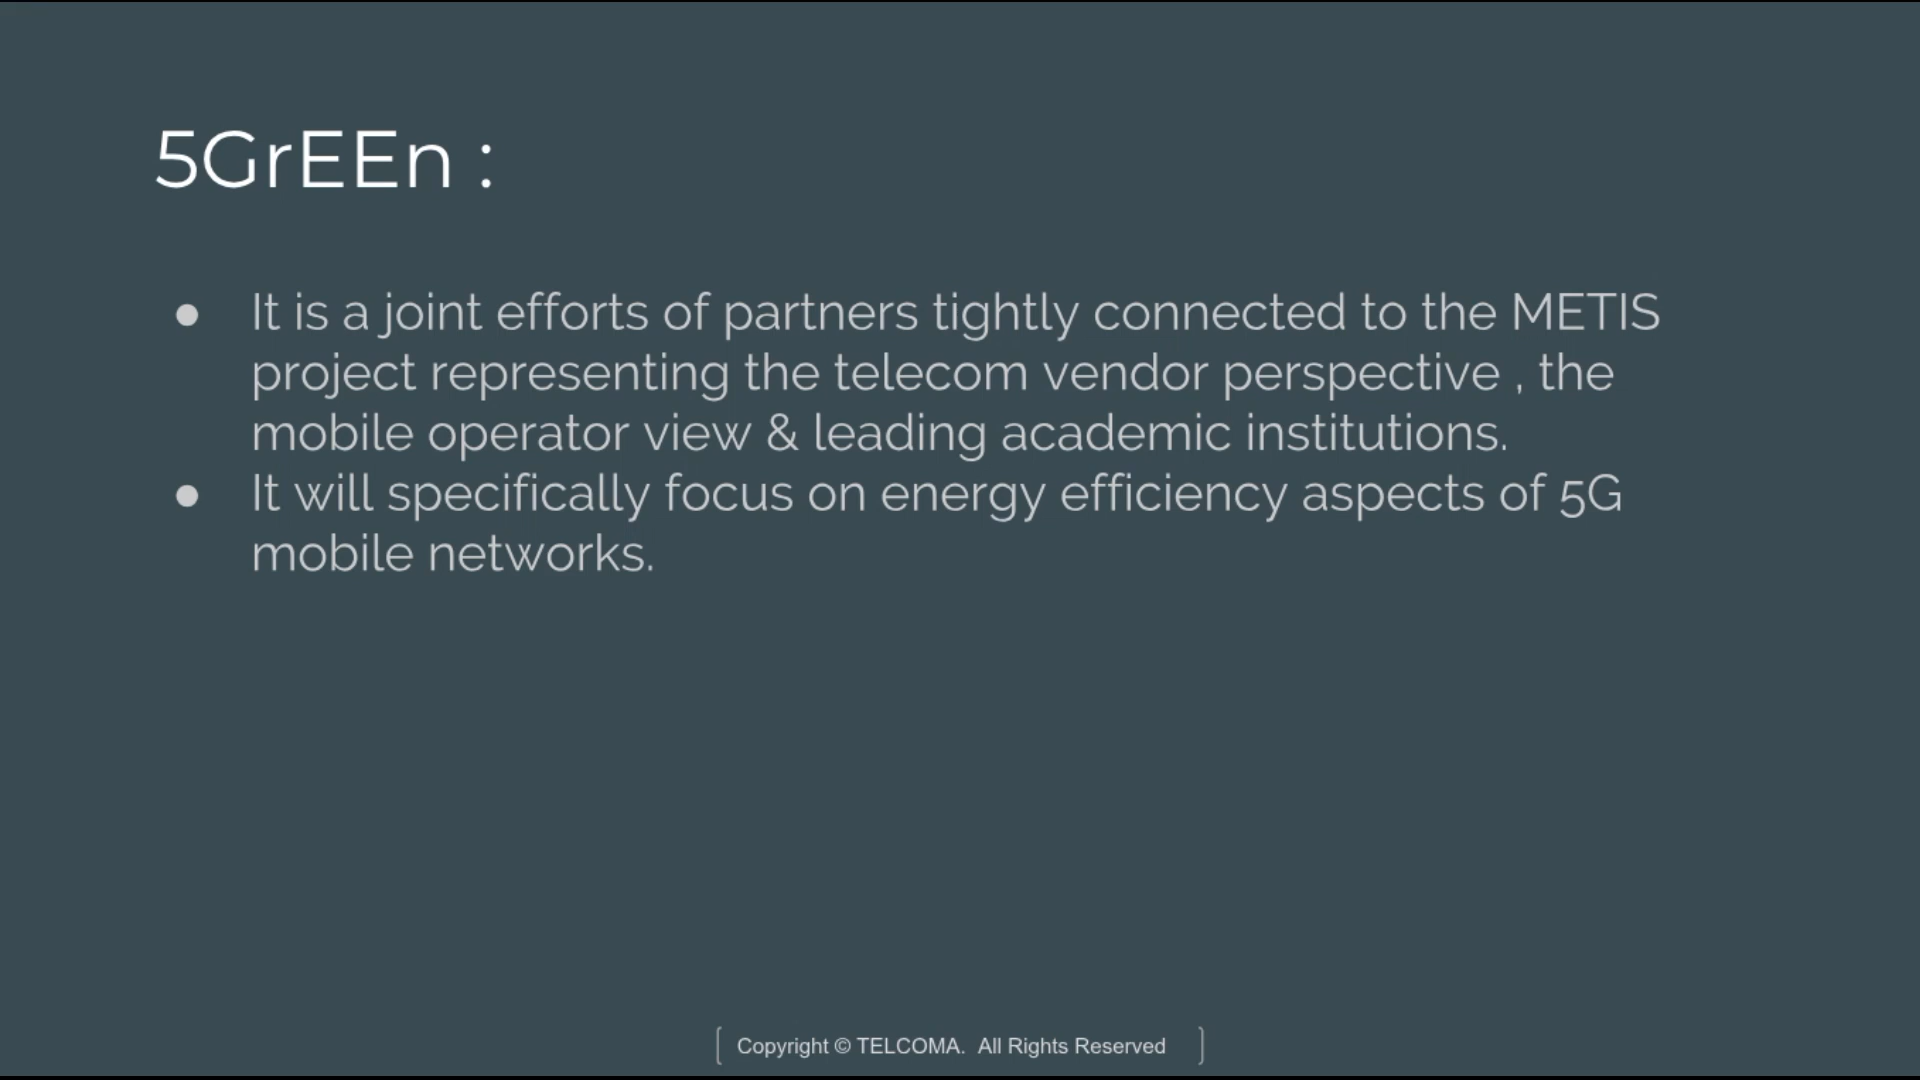 5GrEEn :
● It is a joint efforts of partners tightly connected to the METIS
project representing the telecom vendor perspective , the
mobile operator view & leading academic institutions.
● It will specifically focus on energy efficiency aspects of 5G
mobile networks.
[ Copyright © TELCOMA. All Rights Reserved ]